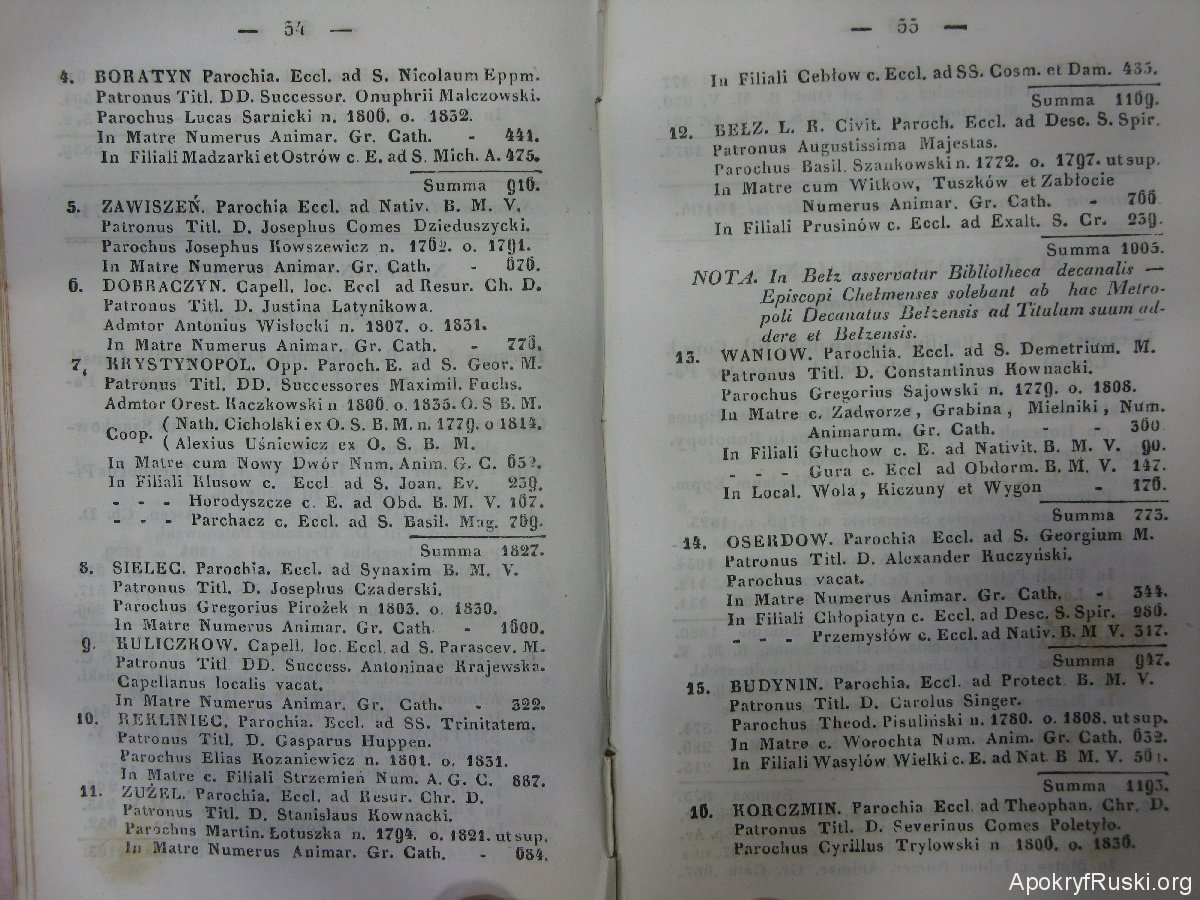 — 54 —
4. BORATYN Parochia. Eccl. ad S. Nicolaum Eppm.
Patronus Titl. DD. Successor. Onuphrii Malczowski.
Parochus Lucas Sarnicki n. 1806. o. 1832.
In Matre Numerus Animar. Gr. Cath. - 441.
In Filiali Madzarki et Ostrów c. E. ad S. Mich. A. 475.
Summa 916.
5. ZAWISZEŃ. Parochia Eccl. ad Nativ. B. M. V.
Patronus Titl. D. Josephus Comes Dzieduszycki.
Parochus Josephus Kowszewicz n. 1762. o. 1791.
In Matre Numerus Animar. Gr. Cath. - 676.
6. DOBRACZYN. Capell. loc. Eccl ad Resur. Ch. D.
Patronus Titl. D. Justina Latynikowa.
Admtor Antonius Wisłocki n. 1807. o. 1831.
In Matre Numerus Animar. Gr. Cath. - 776.
7. KRYSTYNOPOL. Opp. Paroch. E. ad S. Geor. M.
Patronus Titl. DD. Successores Maximil. Fuchs.
Admtor Orest. Kaczkowski n 1806. o. 1835. O. S B. M.
Coop. ( Nath. Cicholski ex O. S. B. M. n. 1779. o 1814.
( Alexius Uśniewicz ex O. S. B. M.
In Matre cum Nowy Dwór Num. Anim. G. C. 652.
In Filiali Klusow c. Eccl ad S. Joan. Ev. 239.
- - - Horodyszcze c. E. ad Obd. B. M. V. 167.
- - - Parchacz c. Eccl. ad S. Basil. Mag. 769.
Summa 1827.
8. SIELEC. Parochia. Eccl. ad Synaxim B. M. V.
Patronus Titl. D. Josephus Czaderski.
Parochus Gregorius Pirożek n 1803. o. 1830.
In Matre Numerus Animar. Gr. Cath. - 1600.
9. KULICZKOW. Capell. loc. Eccl. ad S. Parascev. M.
Patronus Titl DD. Success. Antoninae Krajewska.
Capellanus localis vacat.
In Matre Numerus Animar. Gr. Cath. - 322.
10. REKLINIEC. Parochia. Eccl. ad SS. Trinitatem.
Patronus Titl. D. Gasparus Huppen.
Parochus Elias Rozaniewicz n. 1801. o. 1831.
In Matre c. Filiali Strzemień Num. A. G. C. 887.
11. ZUŻEL. Parochia. Eccl. ad Resur. Chr. D.
Patronus Titl. D. Stanislaus Kownacki.
Parochus Martin. Łotuszka n. 1794. o. 1821. ut sup.
In Matre Numerus Animar. Gr. Cath. - 684.
— 55 —
In Filiali Cebłow c. Eccl. ad SS. Cosm. et Dam. 435.
Summa 1169.
12. BEŁZ. L. R. Civit. Paroch. Eccl. ad Desc. S. Spir.
Patronus Augustissima Majestas.
Parochus Basil. Szankowski n. 1772. o. 1797. ut sup.
In Matre cum Witkow, Tuszków et Zabłocie
Numerus Animar. Gr. Cath. - 766.
In Filiali Prusinów c. Eccl. ad Exalt. S. Cr. 239.
Summa 1005.
NOTA. In Bełz asservatur Bibliotheca decanalis —
Episcopi Chełmenses solebant ab hac Metro-
poli Decanatus Bełzensis ad Titulum suum ad-
dere et Bełzensis.
13. WANIOW. Parochia. Eccl. ad S. Demetrium. M.
Patronus Titl. D. Constantinus Kownacki.
Parochus Gregorius Sajowski n. 1779. o. 1808.
In Matre c. Zadworze, Grabina, Mielniki, Num.
Animarum. Gr. Cath. - - 360.
In Filiali Głuchow c. E. ad Nativit. B. M. V. 90.
- - - Gura c. Eccl ad Obdorm. B. M. V. 147.
In Local. Wola, Kiczuny et Wygon - 176.
Summa 773.
14. OSERDOW. Parochia Eccl. ad S. Georgium M.
Patronus Titl. D. Alexander Kuczyński.
Parochus vacat.
In Matre Numerus Animar. Gr. Cath. - 344.
In Filiali Chłopiatyn c. Eccl. ad Desc. S. Spir. 286.
- - - Przemysłów c. Eccl. ad Nativ. B. M V. 317.
Summa 947.
15. BUDYNIN. Parochia. Eccl. ad Protect. B. M. V.
Patronus Titl. D. Carolus Singer.
Parochus Theod. Pisuliński n. 1780. o. 1808. ut sup.
In Matre c. Worochta Num. Anim. Gr. Cath. 632.
In Filiali Wasylów Wielki c. E. ad Nat. B M. V. 561.
Summa 1193.
16. KORCZMIN. Parochia Eccl. ad Theophan. Chr. D.
Patronus Titl. D. Severinus Comes Poletyło.
Parochus Cyrillus Tryłowski n 1806. o. 1836.
ApokryfRuski.org